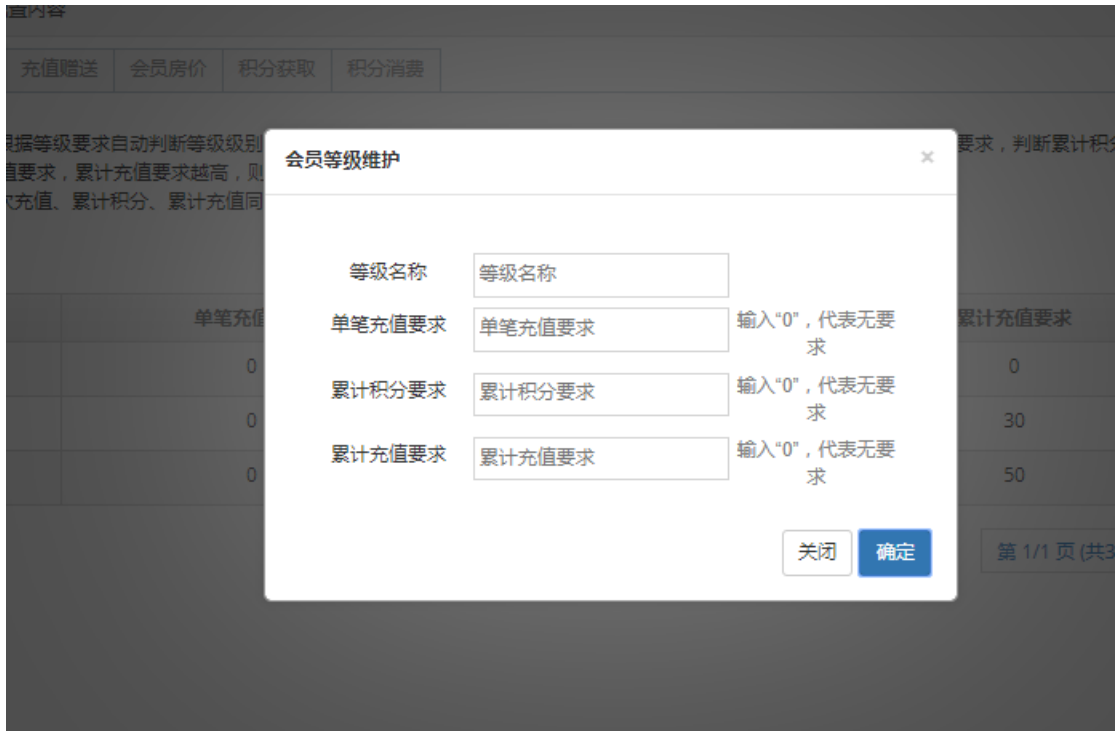 置内容
充值赠送 会员房价 积分获取 积分消费
根据等级要求自动判断等级级别
要求，判断累计积分
值要求，累计充值要求越高，则
次充值、累计积分、累计充值同
会员等级维护 ×
等级名称 等级名称
单笔充值要求 单笔充值要求 输入“0”，代表无要
求
累计积分要求 累计积分要求 输入“0”，代表无要
求
累计充值要求 累计充值要求 输入“0”，代表无要
求
关闭 确定
单笔充值 累计充值要求
0 0
0 30
0 50
第 1/1 页 (共3